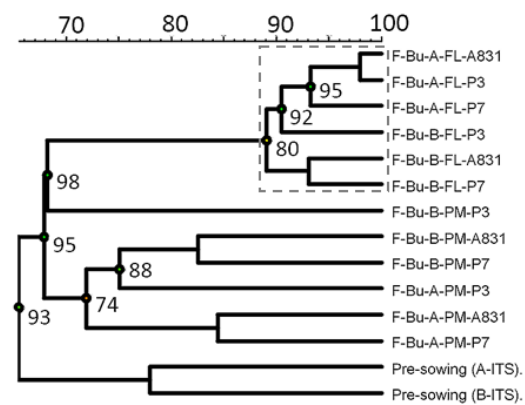 70 80 90 100
F-Bu-A-FL-A831
F-Bu-A-FL-P3
95
F-Bu-A-FL-P7
92
F-Bu-B-FL-P3
80
F-Bu-B-FL-A831
98
F-Bu-B-FL-P7
F-Bu-B-PM-P3
95
F-Bu-B-PM-A831
88
F-Bu-B-PM-P7
F-Bu-A-PM-P3
74
93
F-Bu-A-PM-A831
F-Bu-A-PM-P7
Pre-sowing (A-ITS).
Pre-sowing (B-ITS).